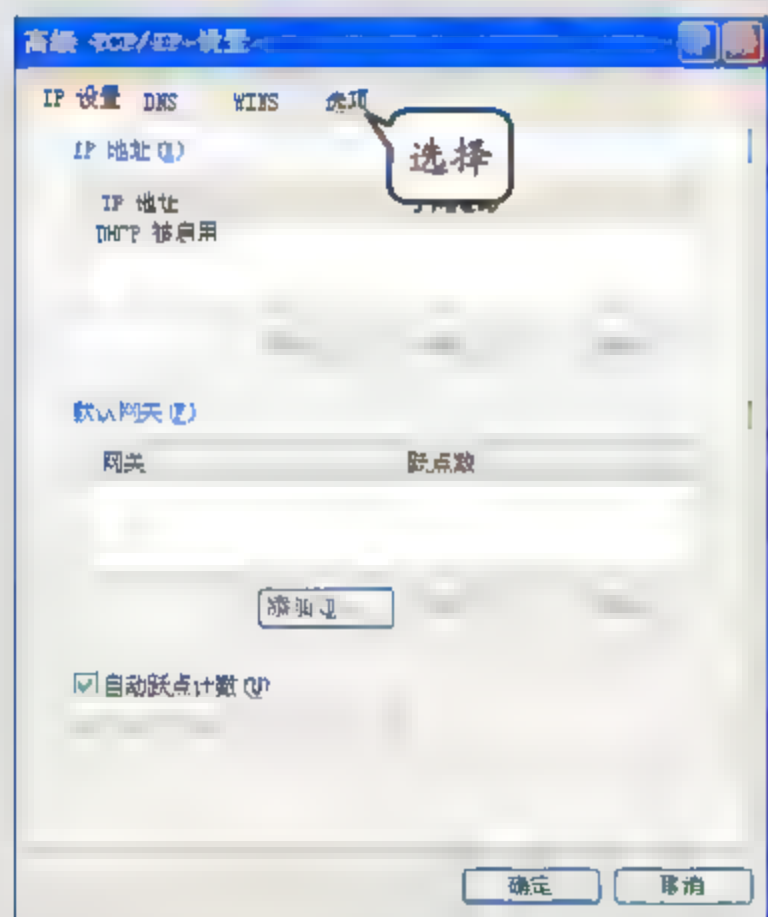 高级 TCP/IP 设置
IP 设置 DNS WINS 选项
选择
IP 地址(R)
IP 地址
DHCP 被启用
默认网关(F)
网关 跃点数
添加
自动跃点计数(U)
确定 取消